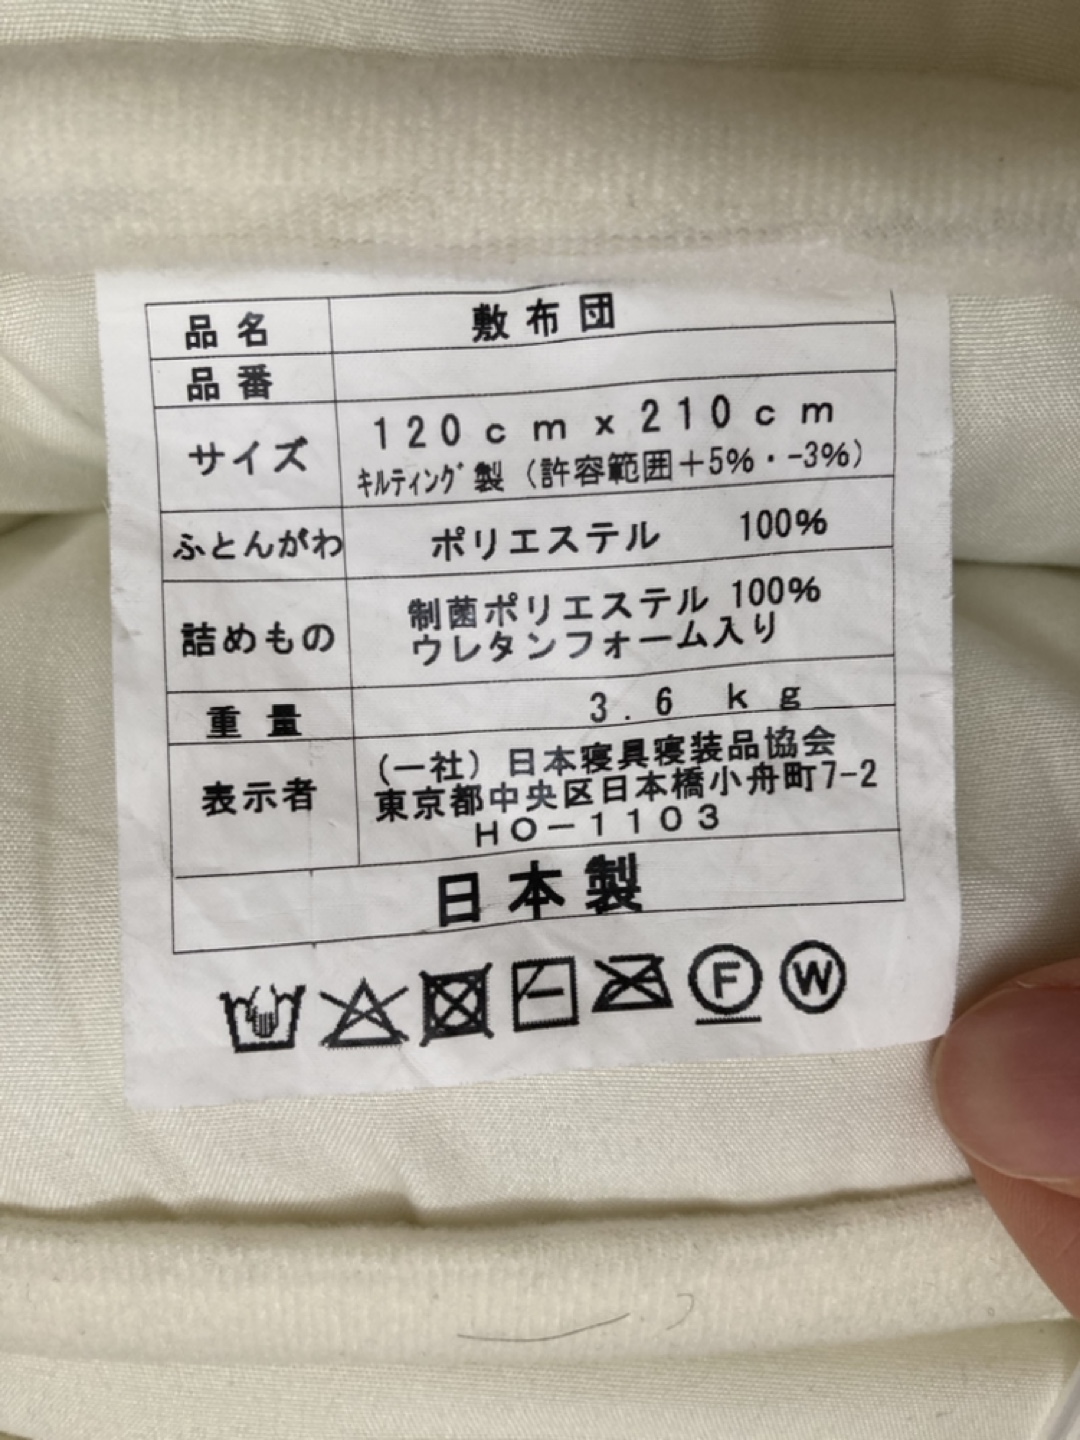 品名 敷布団
品番
サイズ 120cm x 210cm
キルティング製（許容範囲＋5%・-3%）
ふとんがわ ポリエステル 100%
詰めもの 制菌ポリエステル 100%
ウレタンフォーム入り
重量 3.6 kg
表示者 （一社）日本寝具寝装品協会
東京都中央区日本橋小舟町7-2
HO－1103
日本製
F W